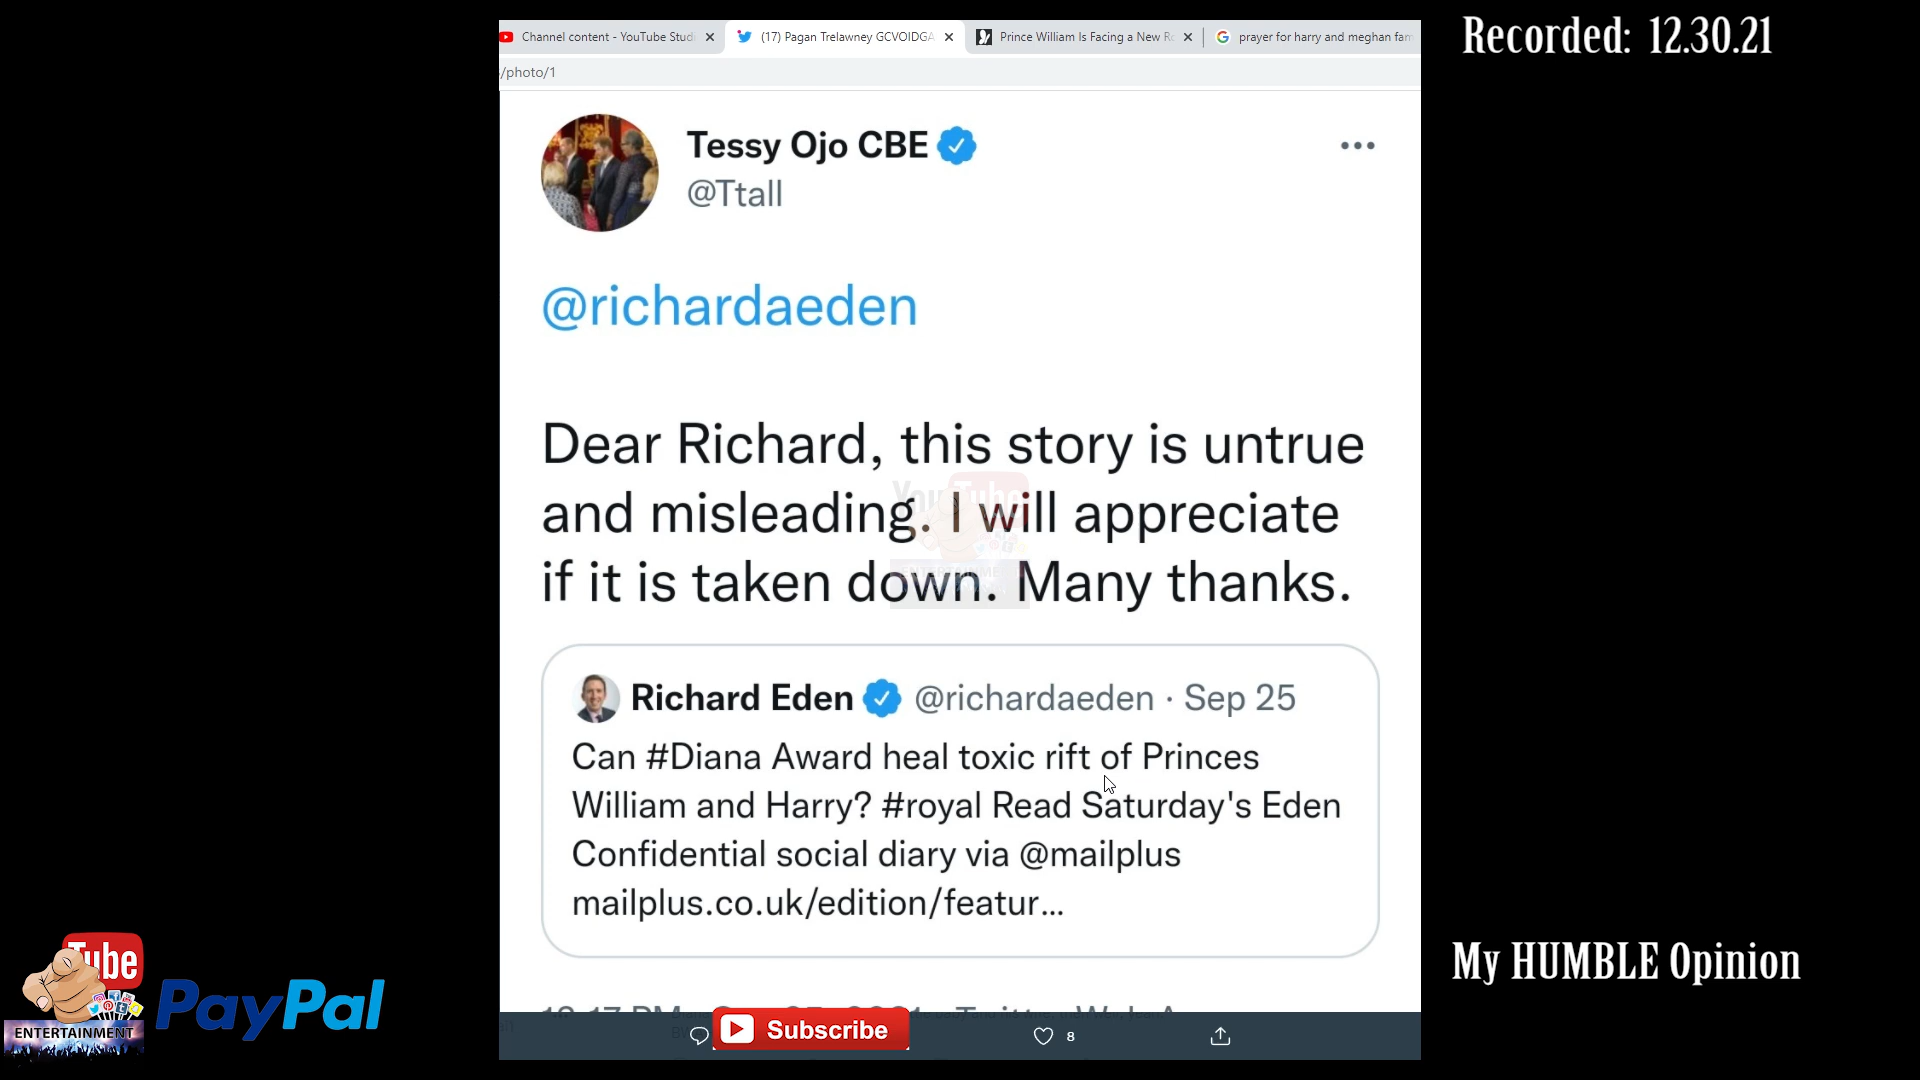 Channel content - YouTube Stud
(17) Pagan Trelawney GCVOIDGA
Prince William Is Facing a New R
prayer for harry and meghan fam
Recorded: 12.30.21
/photo/1
Tessy Ojo CBE
@Ttall
@richardaeden
Dear Richard, this story is untrue
and misleading. I will appreciate
if it is taken down. Many thanks.
YouTube
ENTERTAINMENT
Richard Eden @richardaeden · Sep 25
Can #Diana Award heal toxic rift of Princes
William and Harry? #royal Read Saturday's Eden
Confidential social diary via @mailplus
mailplus.co.uk/edition/featur...
My HUMBLE Opinion
Tube
ENTERTAINMENT
PayPal
Subscribe
8